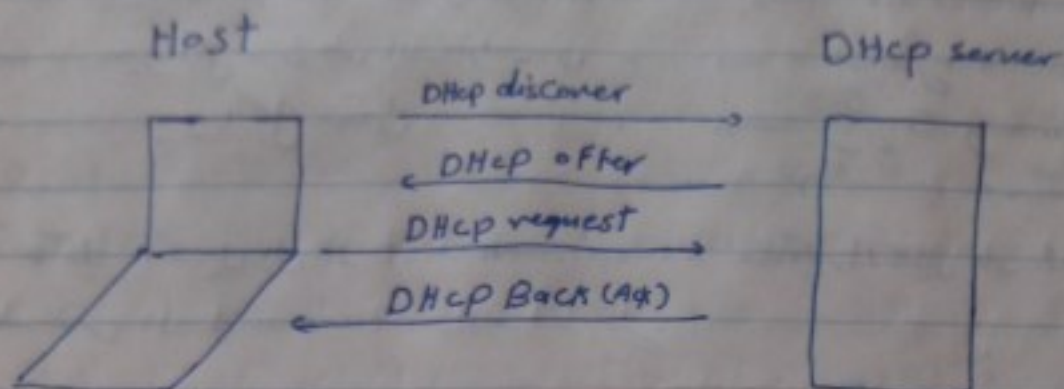 Host
DHcp server
DHcp discover
DHcp offer
DHcp request
DHcp Back (Ack)